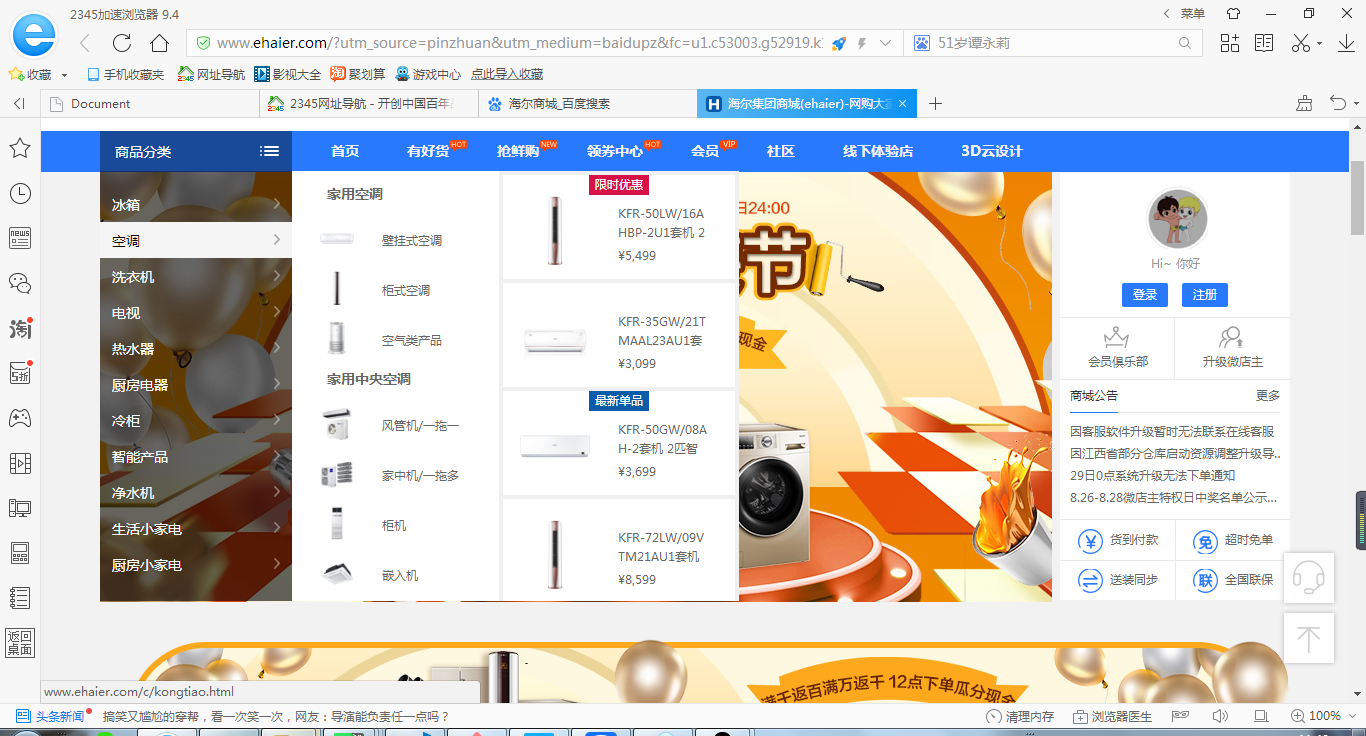 2345加速浏览器 9.4
菜单
www.ehaier.com/?utm_source=pinzhuan&utm_medium=baidupz&fc=u1.c53003.g52919.k
51岁谭永莉
收藏 手机收藏夹 网址导航 影视大全 聚划算 游戏中心 点此导入收藏
Document
2345网址导航 - 开创中国百年
海尔商城_百度搜索
海尔集团商城(ehaier)-网购大
商品分类
首页 有好货 HOT 抢鲜购 NEW 领券中心 HOT 会员 VIP 社区 线下体验店 3D云设计
冰箱
空调
洗衣机
电视
热水器
厨房电器
冷柜
智能产品
净水机
生活小家电
厨房小家电
家用空调
壁挂式空调
柜式空调
空气类产品
家用中央空调
风管机/一拖一
家中机/一拖多
柜机
嵌入机
限时优惠
KFR-50LW/16A
HBP-2U1套机 2
¥5,499
KFR-35GW/21T
MAAL23AU1套
¥3,099
最新单品
KFR-50GW/08A
H-2套机 2匹智
¥3,699
KFR-72LW/09V
TM21AU1套机
¥8,599
日24:00
节
现金
Hi~ 你好
登录 注册
会员俱乐部 升级微店主
商城公告 更多
因客服软件升级暂时无法联系在线客服
因江西省部分仓库启动资源调整升级导..
29日0点系统升级无法下单通知
8.26-8.28微店主特权日中奖名单公示...
¥ 货到付款 免 超时免单
送装同步 联 全国联保
news
淘
5折
返回
桌面
满千返百满万返千 12点下单瓜分现金
www.ehaier.com/c/kongtiao.html
头条新闻 搞笑又尴尬的穿帮，看一次笑一次，网友：导演能负责任一点吗？
清理内存 浏览器医生 100%